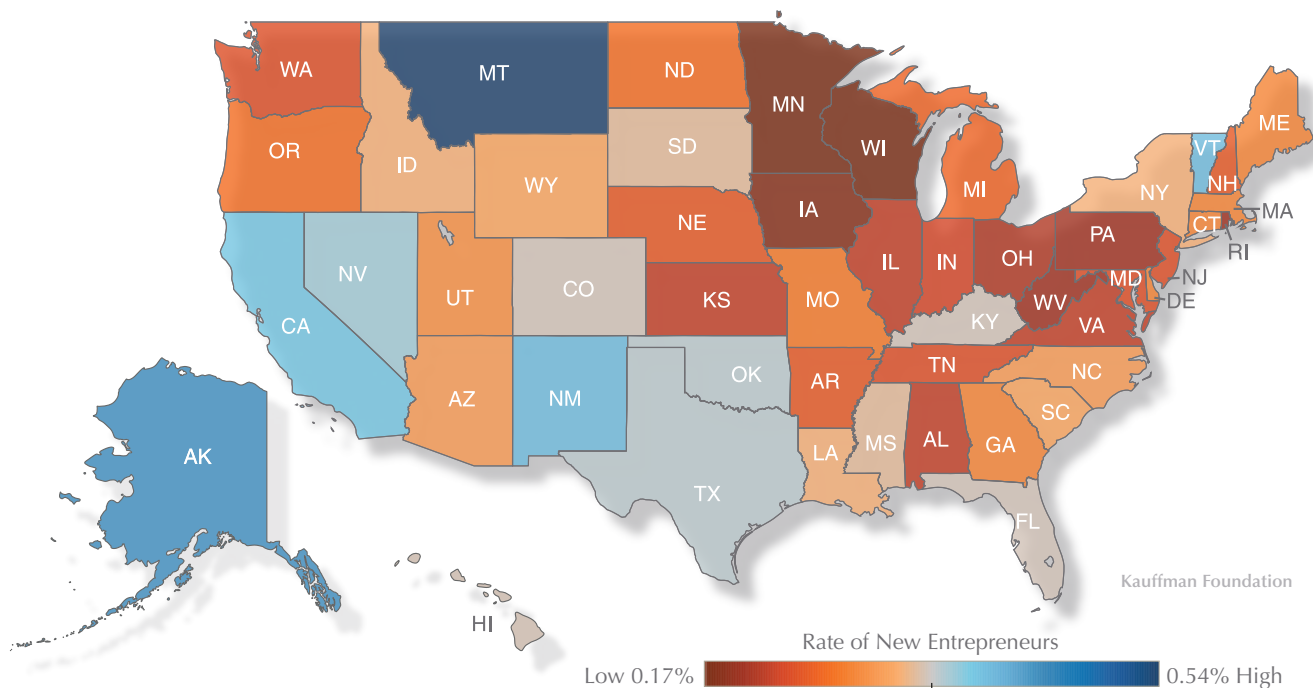 WA
MT
ND
MN
ME
OR
ID
SD
WI
VT
WY
MI
NY
NH
MA
NE
IA
PA
CT
RI
NV
UT
CO
IL
IN
OH
NJ
MD
DE
CA
KS
MO
WV
VA
KY
AZ
NM
OK
AR
TN
NC
SC
AK
TX
LA
MS
AL
GA
FL
HI
Kauffman Foundation
Rate of New Entrepreneurs
Low 0.17%
0.54% High